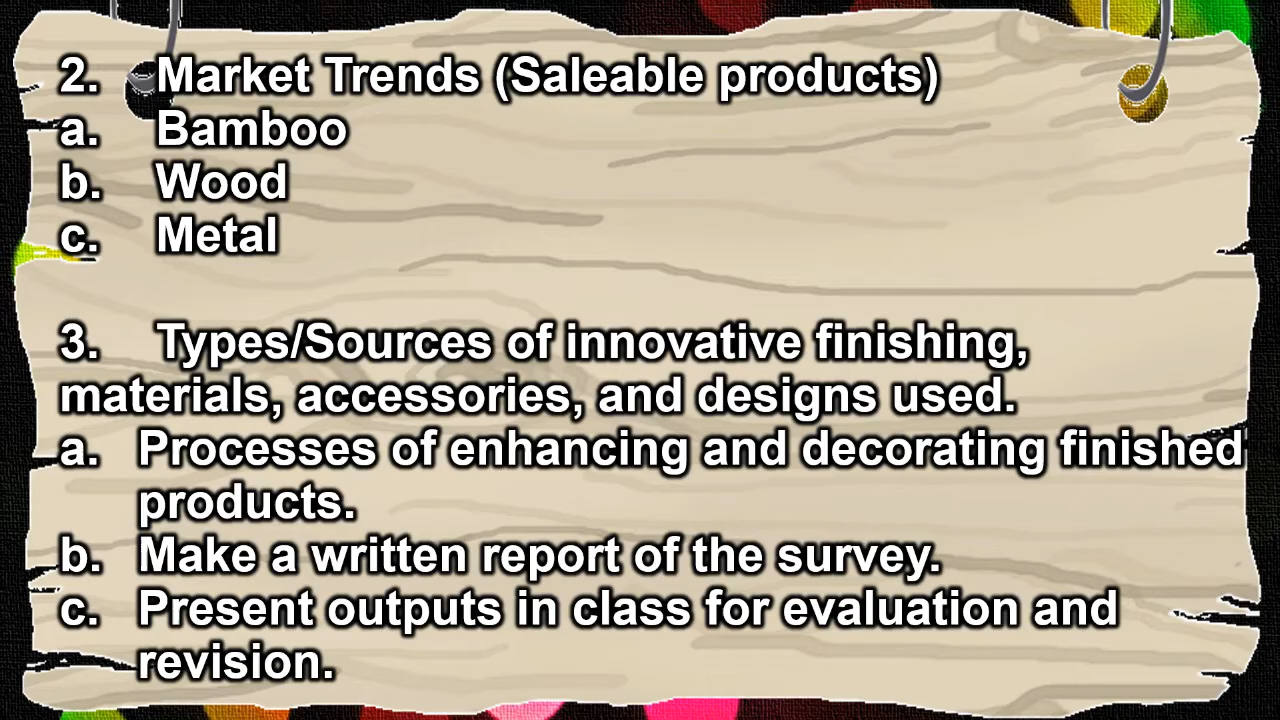 2. Market Trends (Saleable products)
a. Bamboo
b. Wood
c. Metal
3. Types/Sources of innovative finishing,
materials, accessories, and designs used.
a. Processes of enhancing and decorating finished
products.
b. Make a written report of the survey.
c. Present outputs in class for evaluation and
revision.